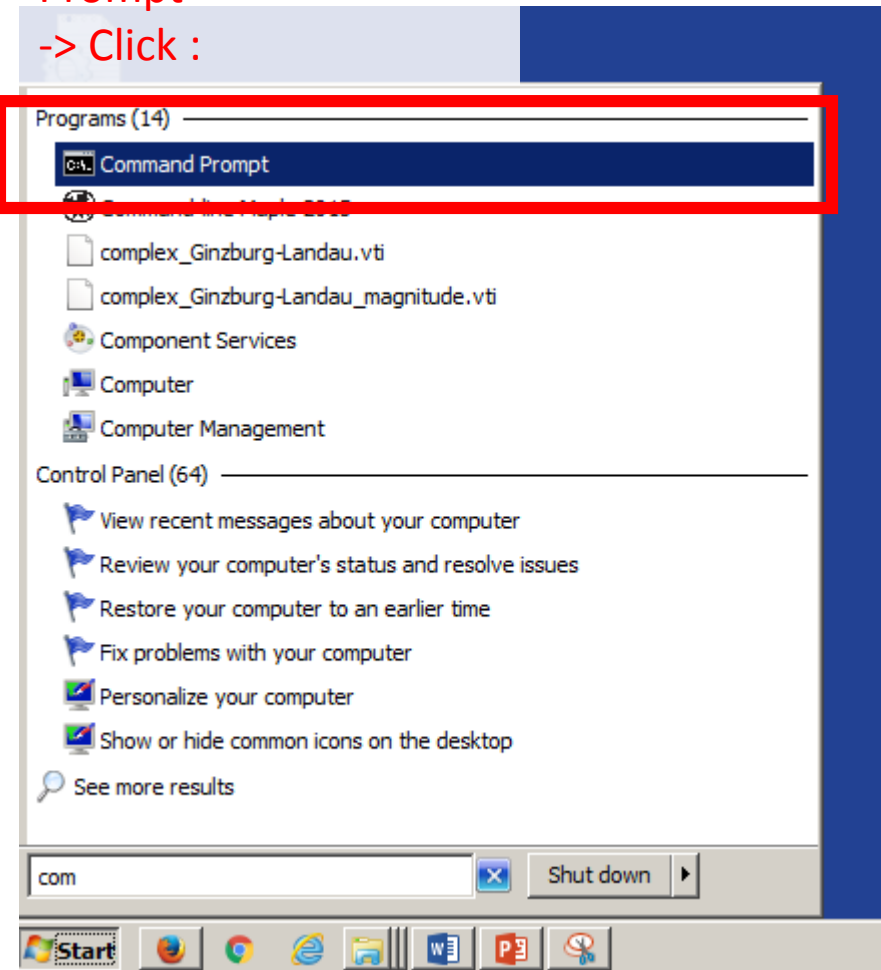 -> Click :
Programs (14)
Command Prompt
complex_Ginzburg-Landau.vti
complex_Ginzburg-Landau_magnitude.vti
Component Services
Computer
Computer Management
Control Panel (64)
View recent messages about your computer
Review your computer's status and resolve issues
Restore your computer to an earlier time
Fix problems with your computer
Personalize your computer
Show or hide common icons on the desktop
See more results
com
Shut down
Start